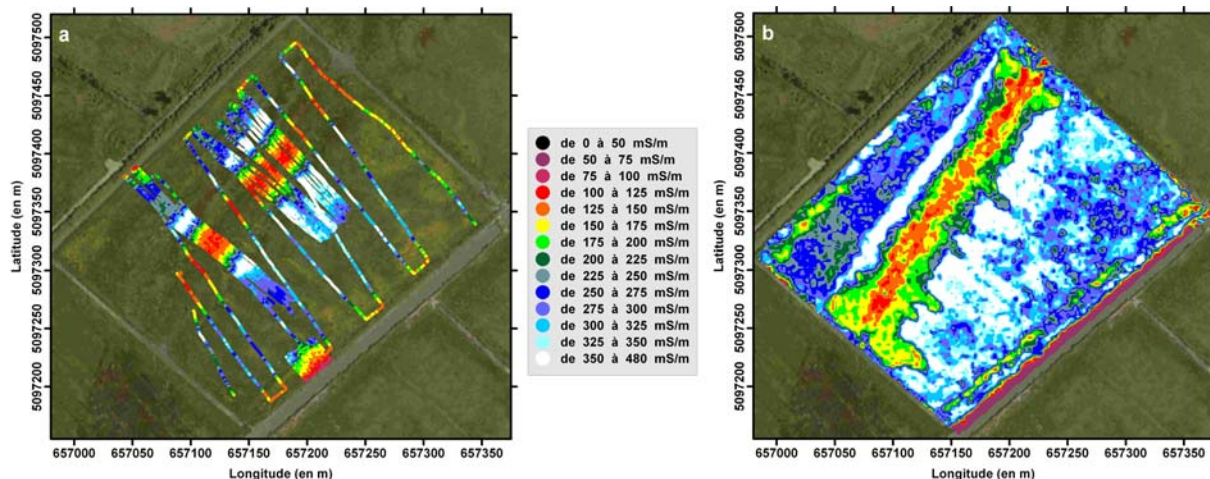 a
5097500
5097450
5097400
5097350
5097300
5097250
5097200
Latitude (en m)
657000 657050 657100 657150 657200 657250 657300 657350
Longitude (en m)
de 0 à 50 mS/m
de 50 à 75 mS/m
de 75 à 100 mS/m
de 100 à 125 mS/m
de 125 à 150 mS/m
de 150 à 175 mS/m
de 175 à 200 mS/m
de 200 à 225 mS/m
de 225 à 250 mS/m
de 250 à 275 mS/m
de 275 à 300 mS/m
de 300 à 325 mS/m
de 325 à 350 mS/m
de 350 à 480 mS/m
b
5097500
5097450
5097400
5097350
5097300
5097250
5097200
Latitude (en m)
657000 657050 657100 657150 657200 657250 657300 657350
Longitude (en m)